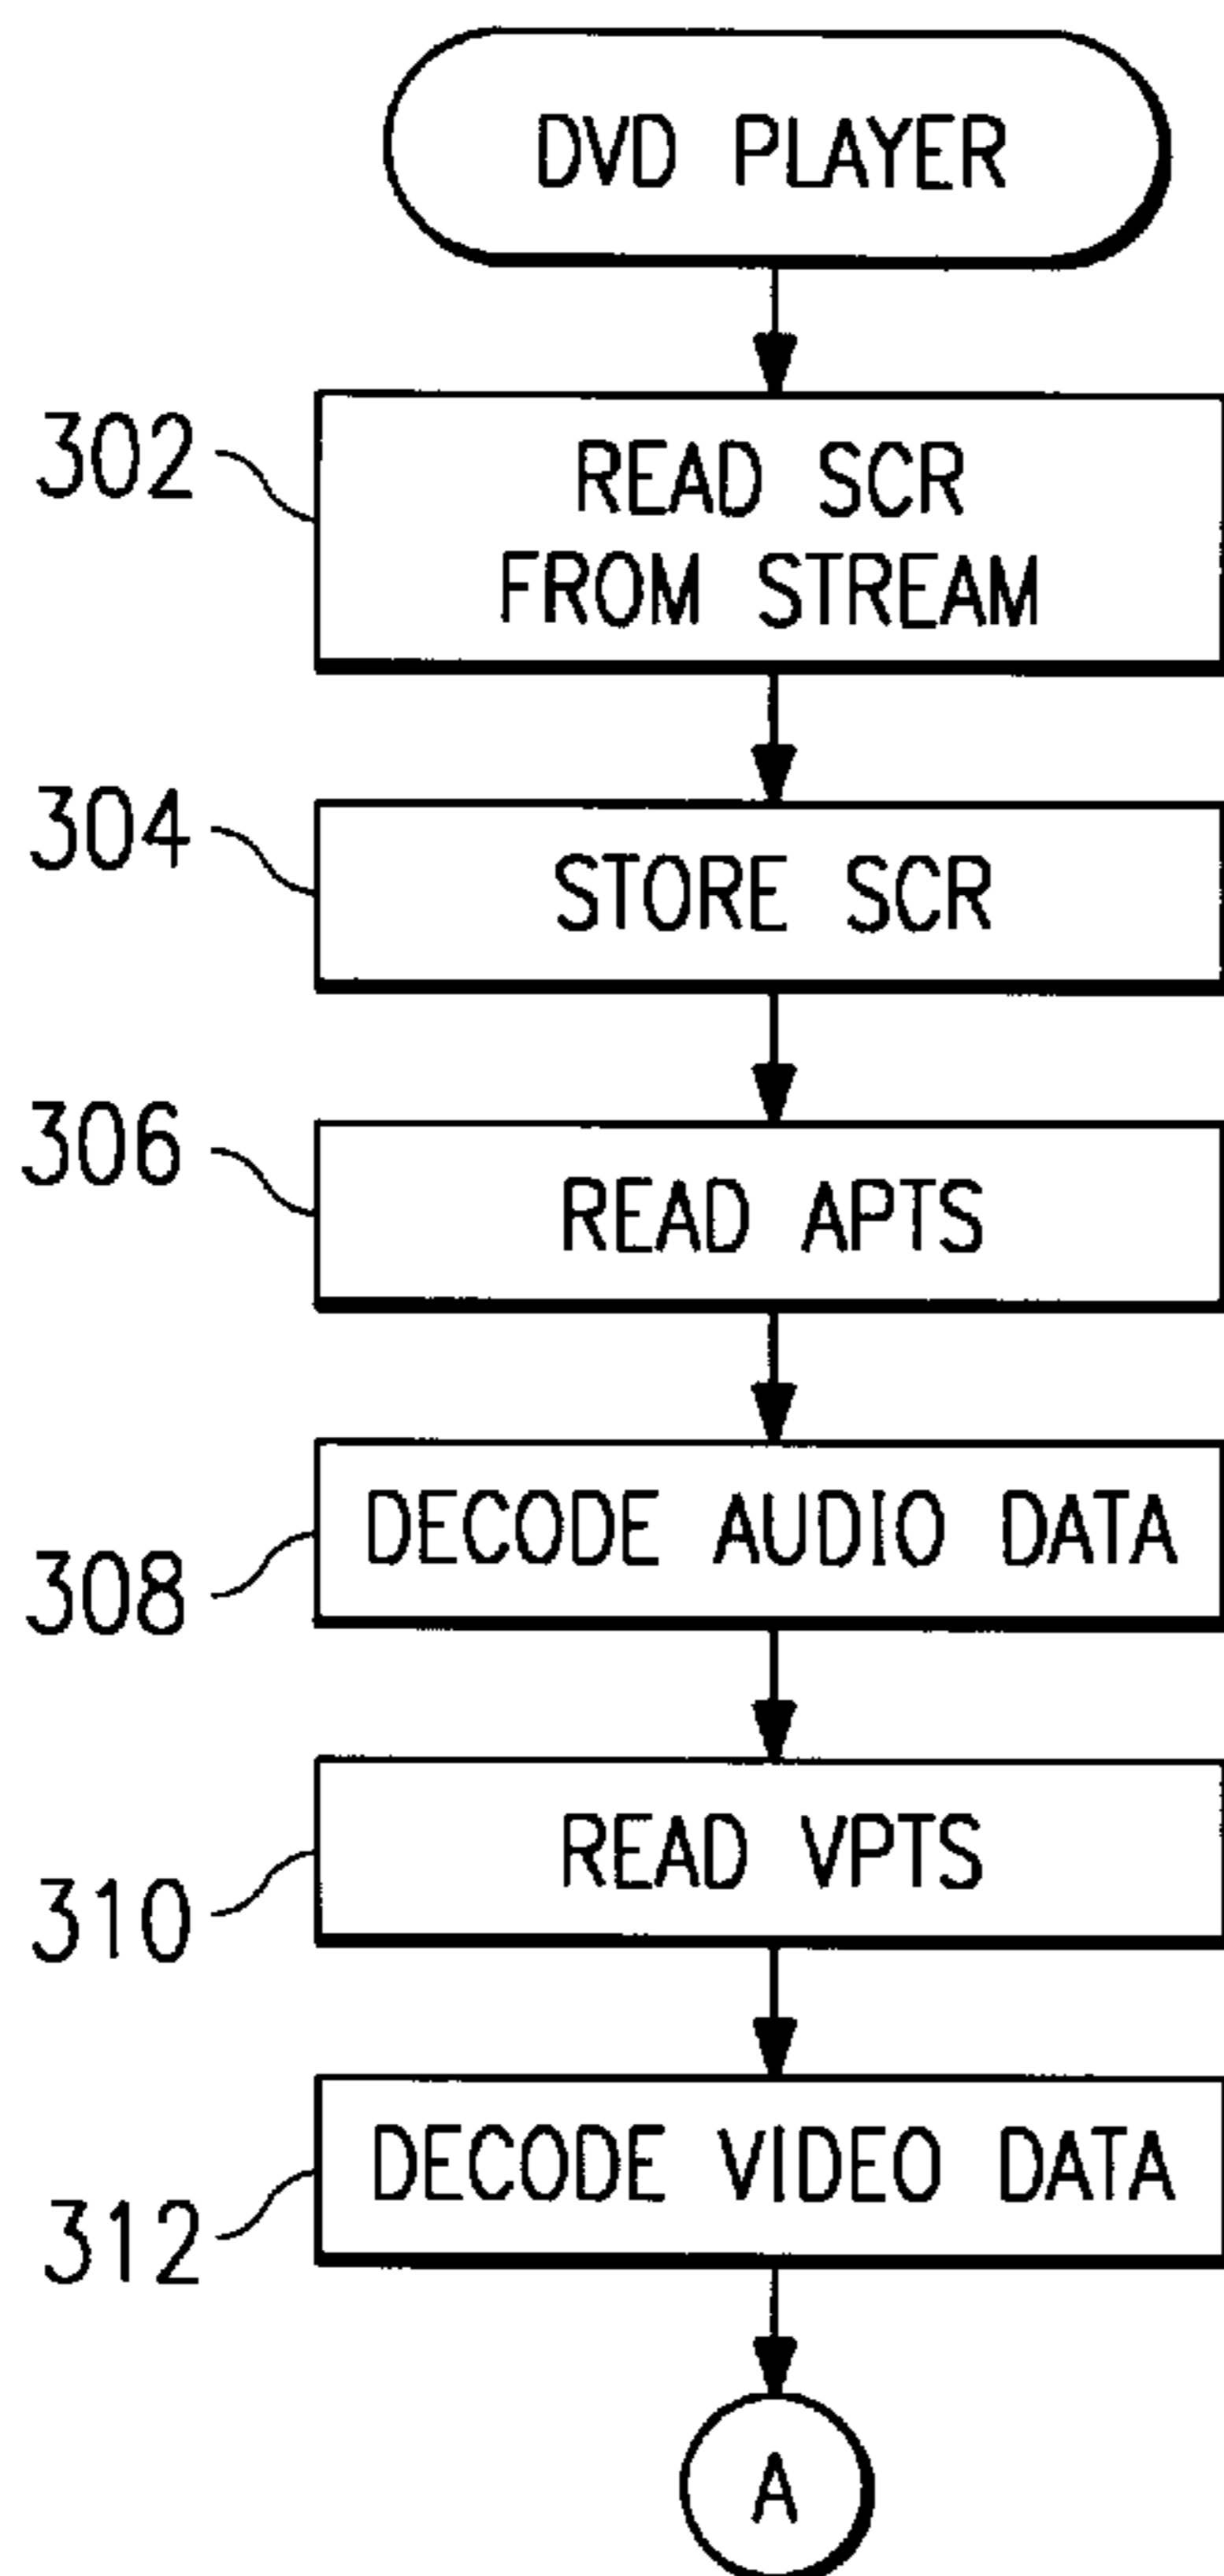 DVD PLAYER
302
READ SCR
FROM STREAM
304
STORE SCR
306
READ APTS
308
DECODE AUDIO DATA
310
READ VPTS
312
DECODE VIDEO DATA
A